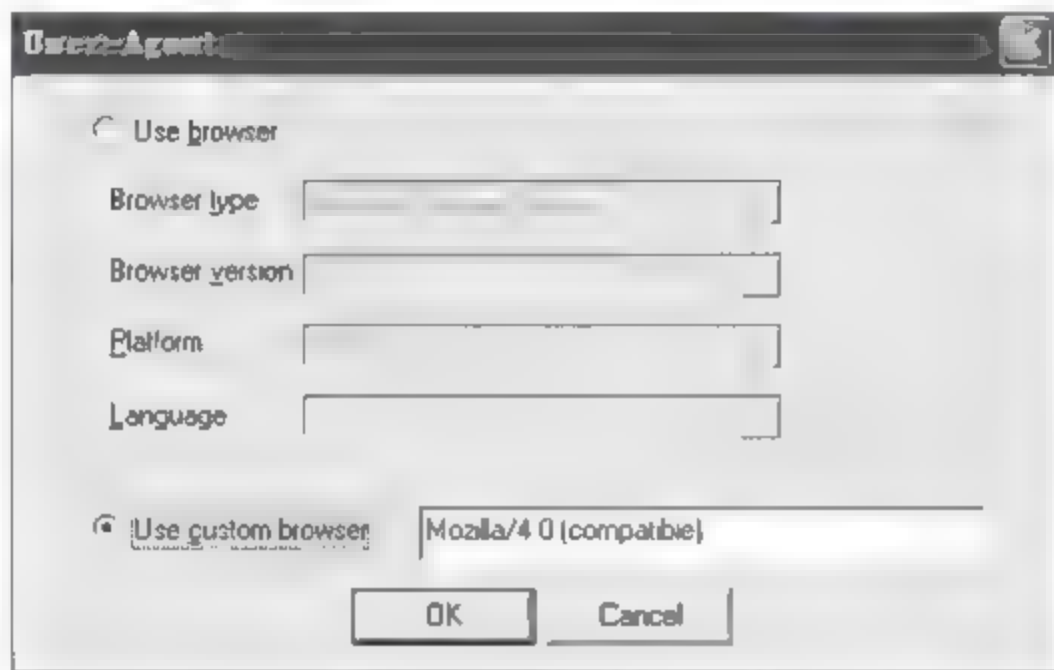 User-Agent
Use browser
Browser type
Browser version
Platform
Language
Use custom browser Mozilla/4.0 (compatible)
OK Cancel